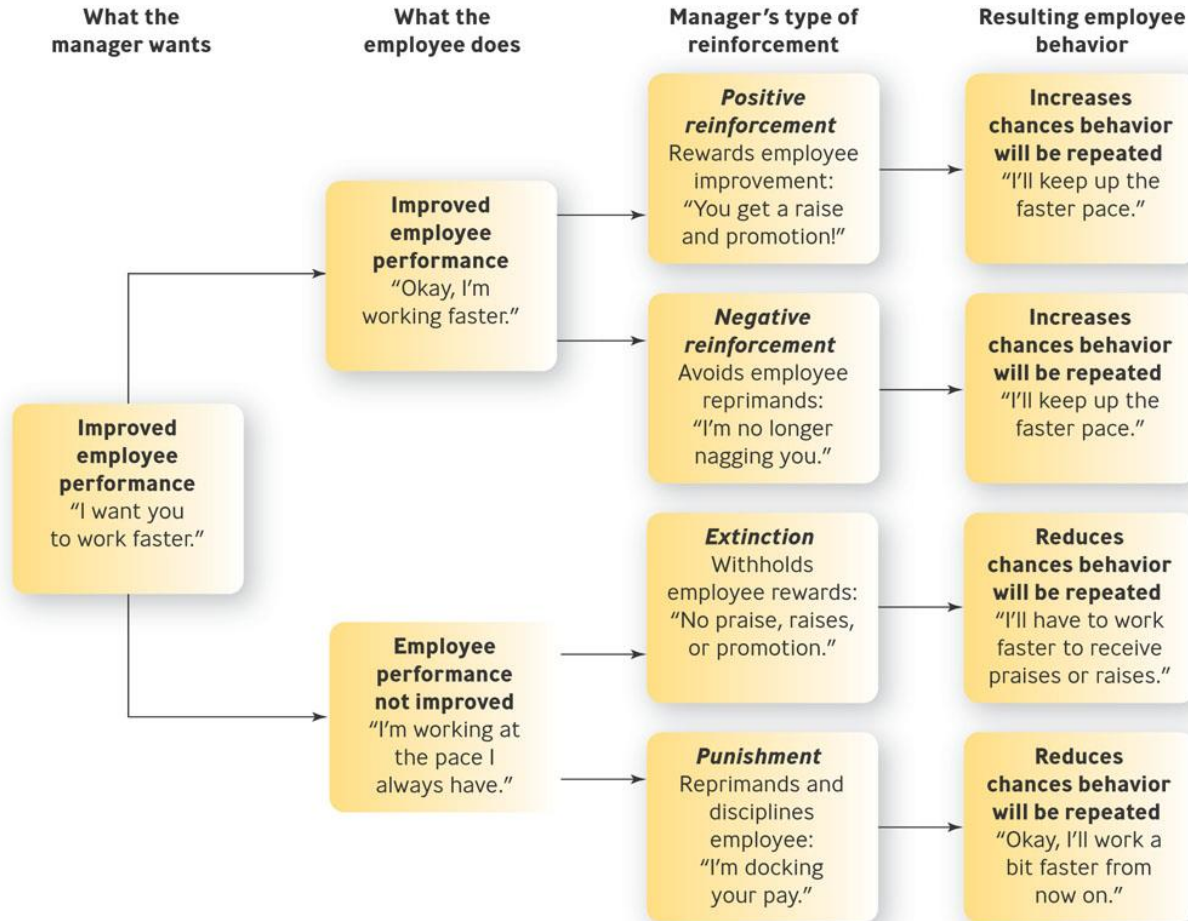 What the
manager wants
What the
employee does
Manager's type of
reinforcement
Resulting employee
behavior
Improved
employee
performance
“I want you
to work faster.”
Improved
employee
performance
“Okay, I'm
working faster.”
Positive
reinforcement
Rewards employee
improvement:
“You get a raise
and promotion!”
Increases
chances behavior
will be repeated
“I'll keep up the
faster pace.”
Negative
reinforcement
Avoids employee
reprimands:
“I'm no longer
nagging you.”
Increases
chances behavior
will be repeated
“I'll keep up the
faster pace.”
Employee
performance
not improved
“I'm working at
the pace I
always have.”
Extinction
Withholds
employee rewards:
“No praise, raises,
or promotion.”
Reduces
chances behavior
will be repeated
“I'll have to work
faster to receive
praises or raises.”
Punishment
Reprimands and
disciplines
employee:
“I'm docking
your pay.”
Reduces
chances behavior
will be repeated
“Okay, I'll work a
bit faster from
now on.”